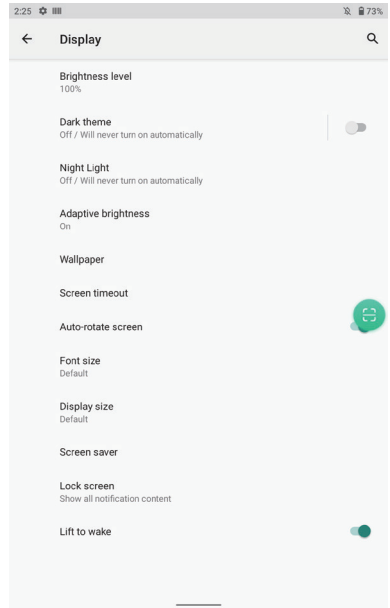 2:25
73%
Display
Brightness level
100%
Dark theme
Off / Will never turn on automatically
Night Light
Off / Will never turn on automatically
Adaptive brightness
On
Wallpaper
Screen timeout
Auto-rotate screen
Font size
Default
Display size
Default
Screen saver
Lock screen
Show all notification content
Lift to wake